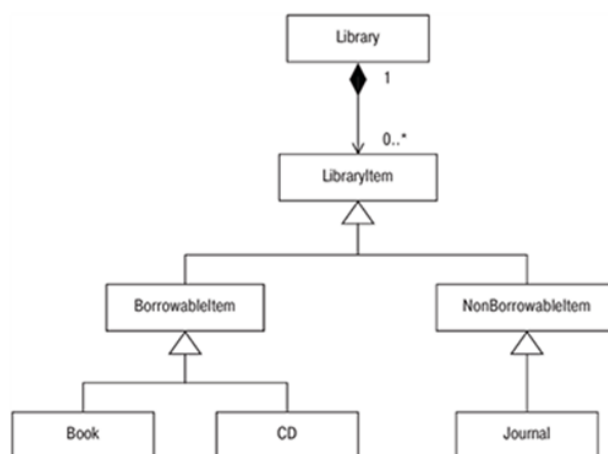 Library
1
0..*
LibraryItem
BorrowableItem
NonBorrowableItem
Book
CD
Journal